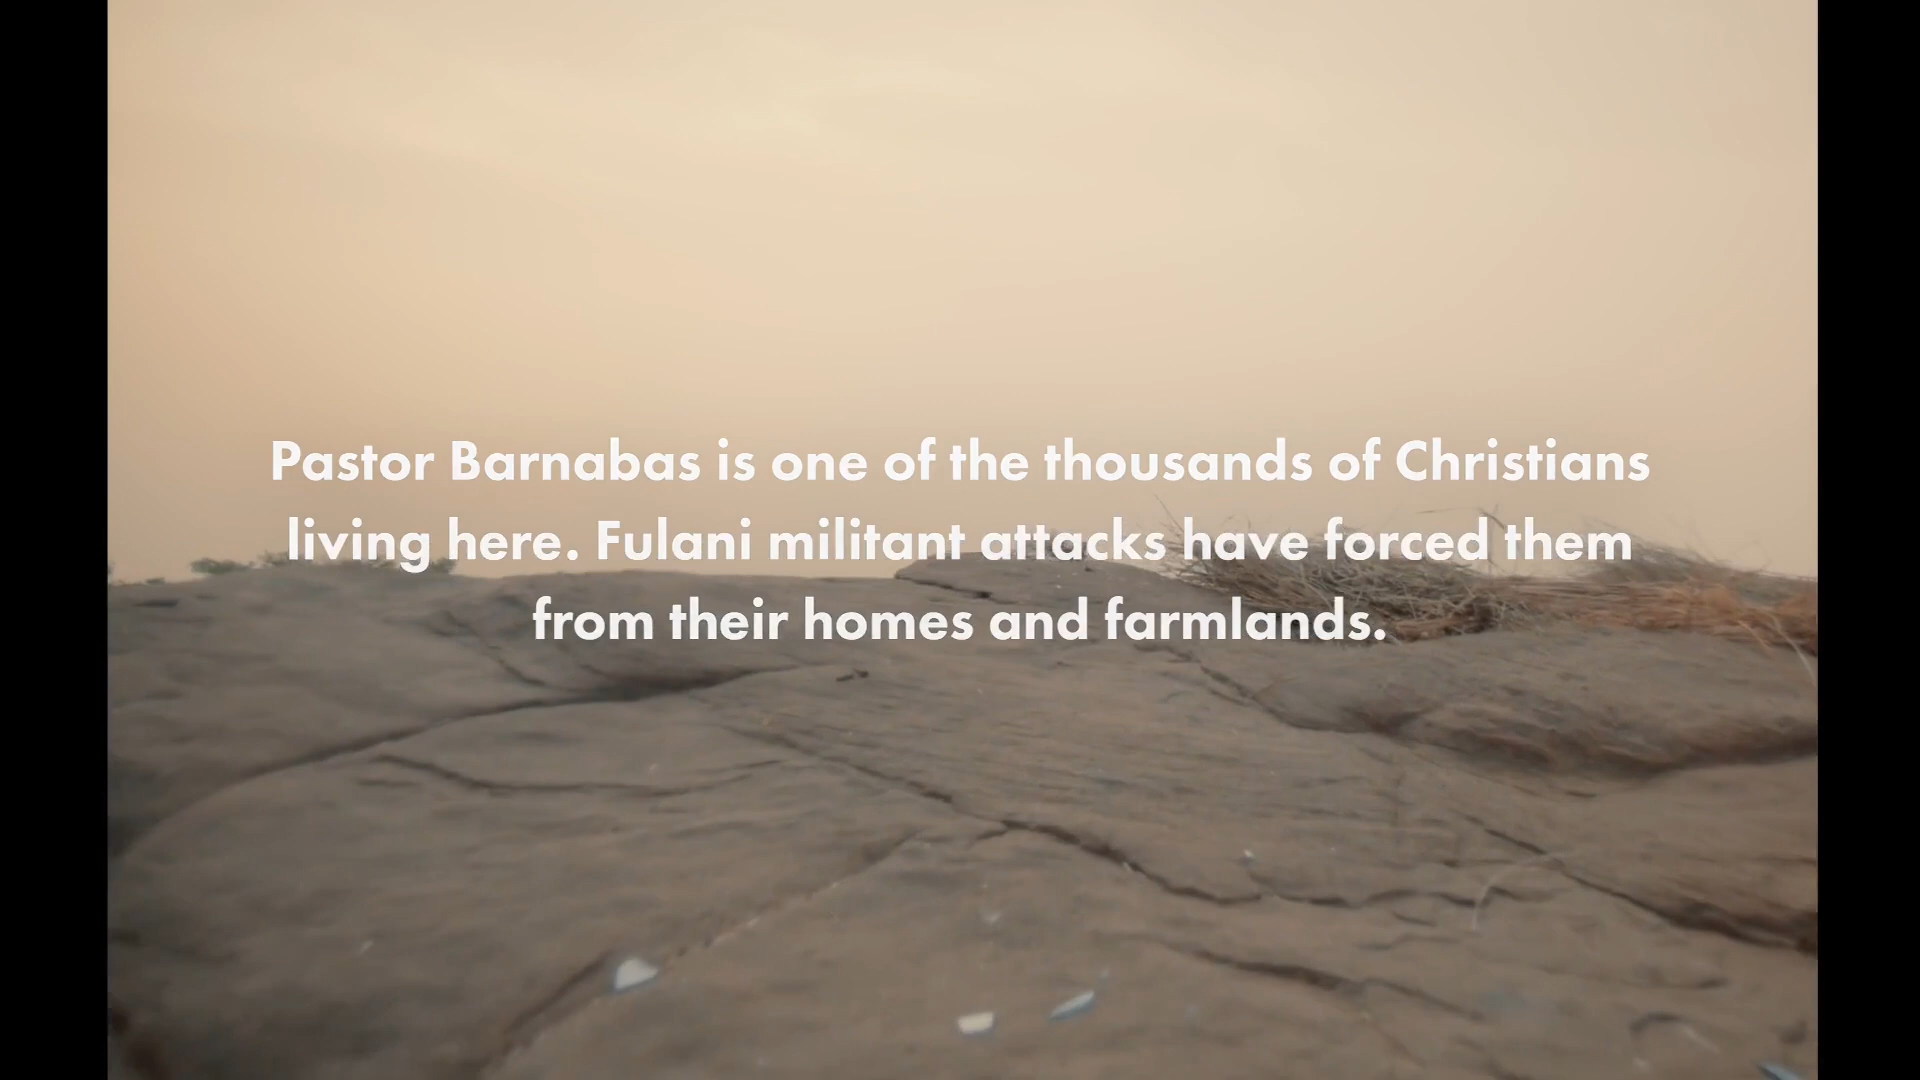 Pastor Barnabas is one of the thousands of Christians
living here. Fulani militant attacks have forced them
from their homes and farmlands.